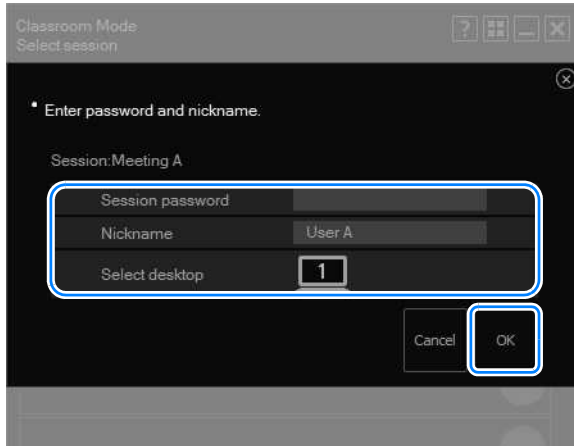 Classroom Mode
Select session
?
Enter password and nickname.
Session:Meeting A
Session password
Nickname User A
Select desktop 1
Cancel OK